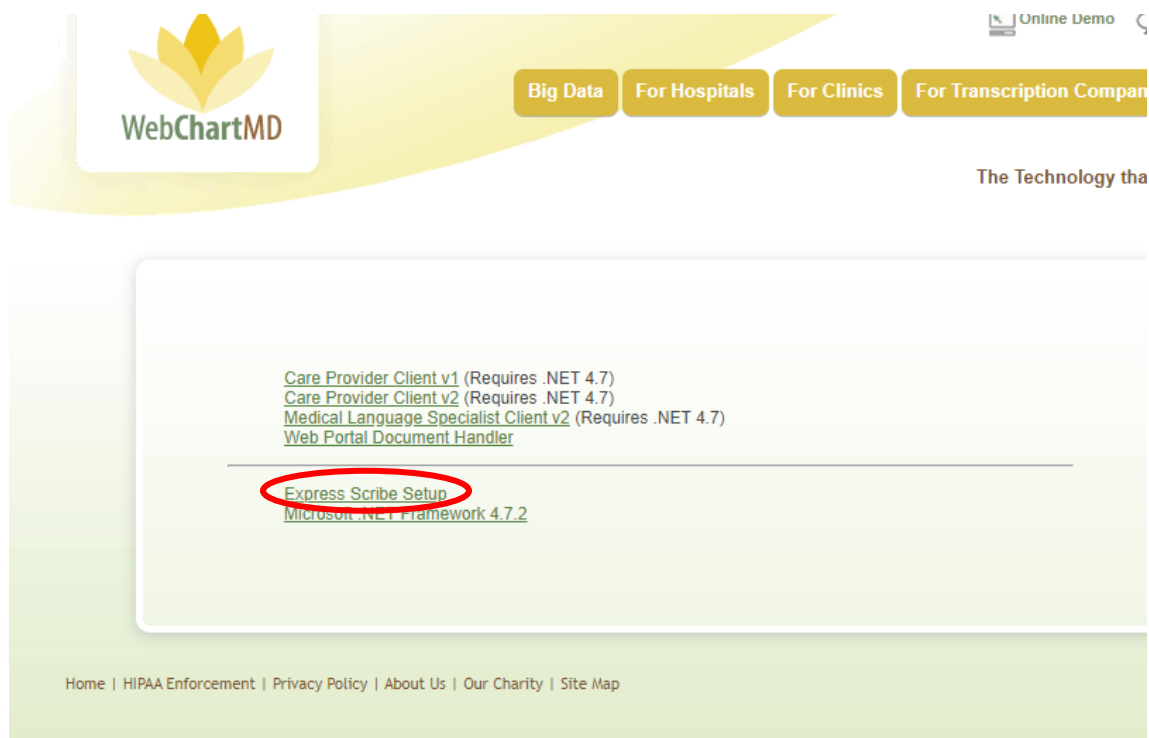 Online Demo
WebChartMD
Big Data For Hospitals For Clinics For Transcription Compan
The Technology tha
Care Provider Client v1 (Requires .NET 4.7)
Care Provider Client v2 (Requires .NET 4.7)
Medical Language Specialist Client v2 (Requires .NET 4.7)
Web Portal Document Handler
Express Scribe Setup
Microsoft .NET Framework 4.7.2
Home | HIPAA Enforcement | Privacy Policy | About Us | Our Charity | Site Map